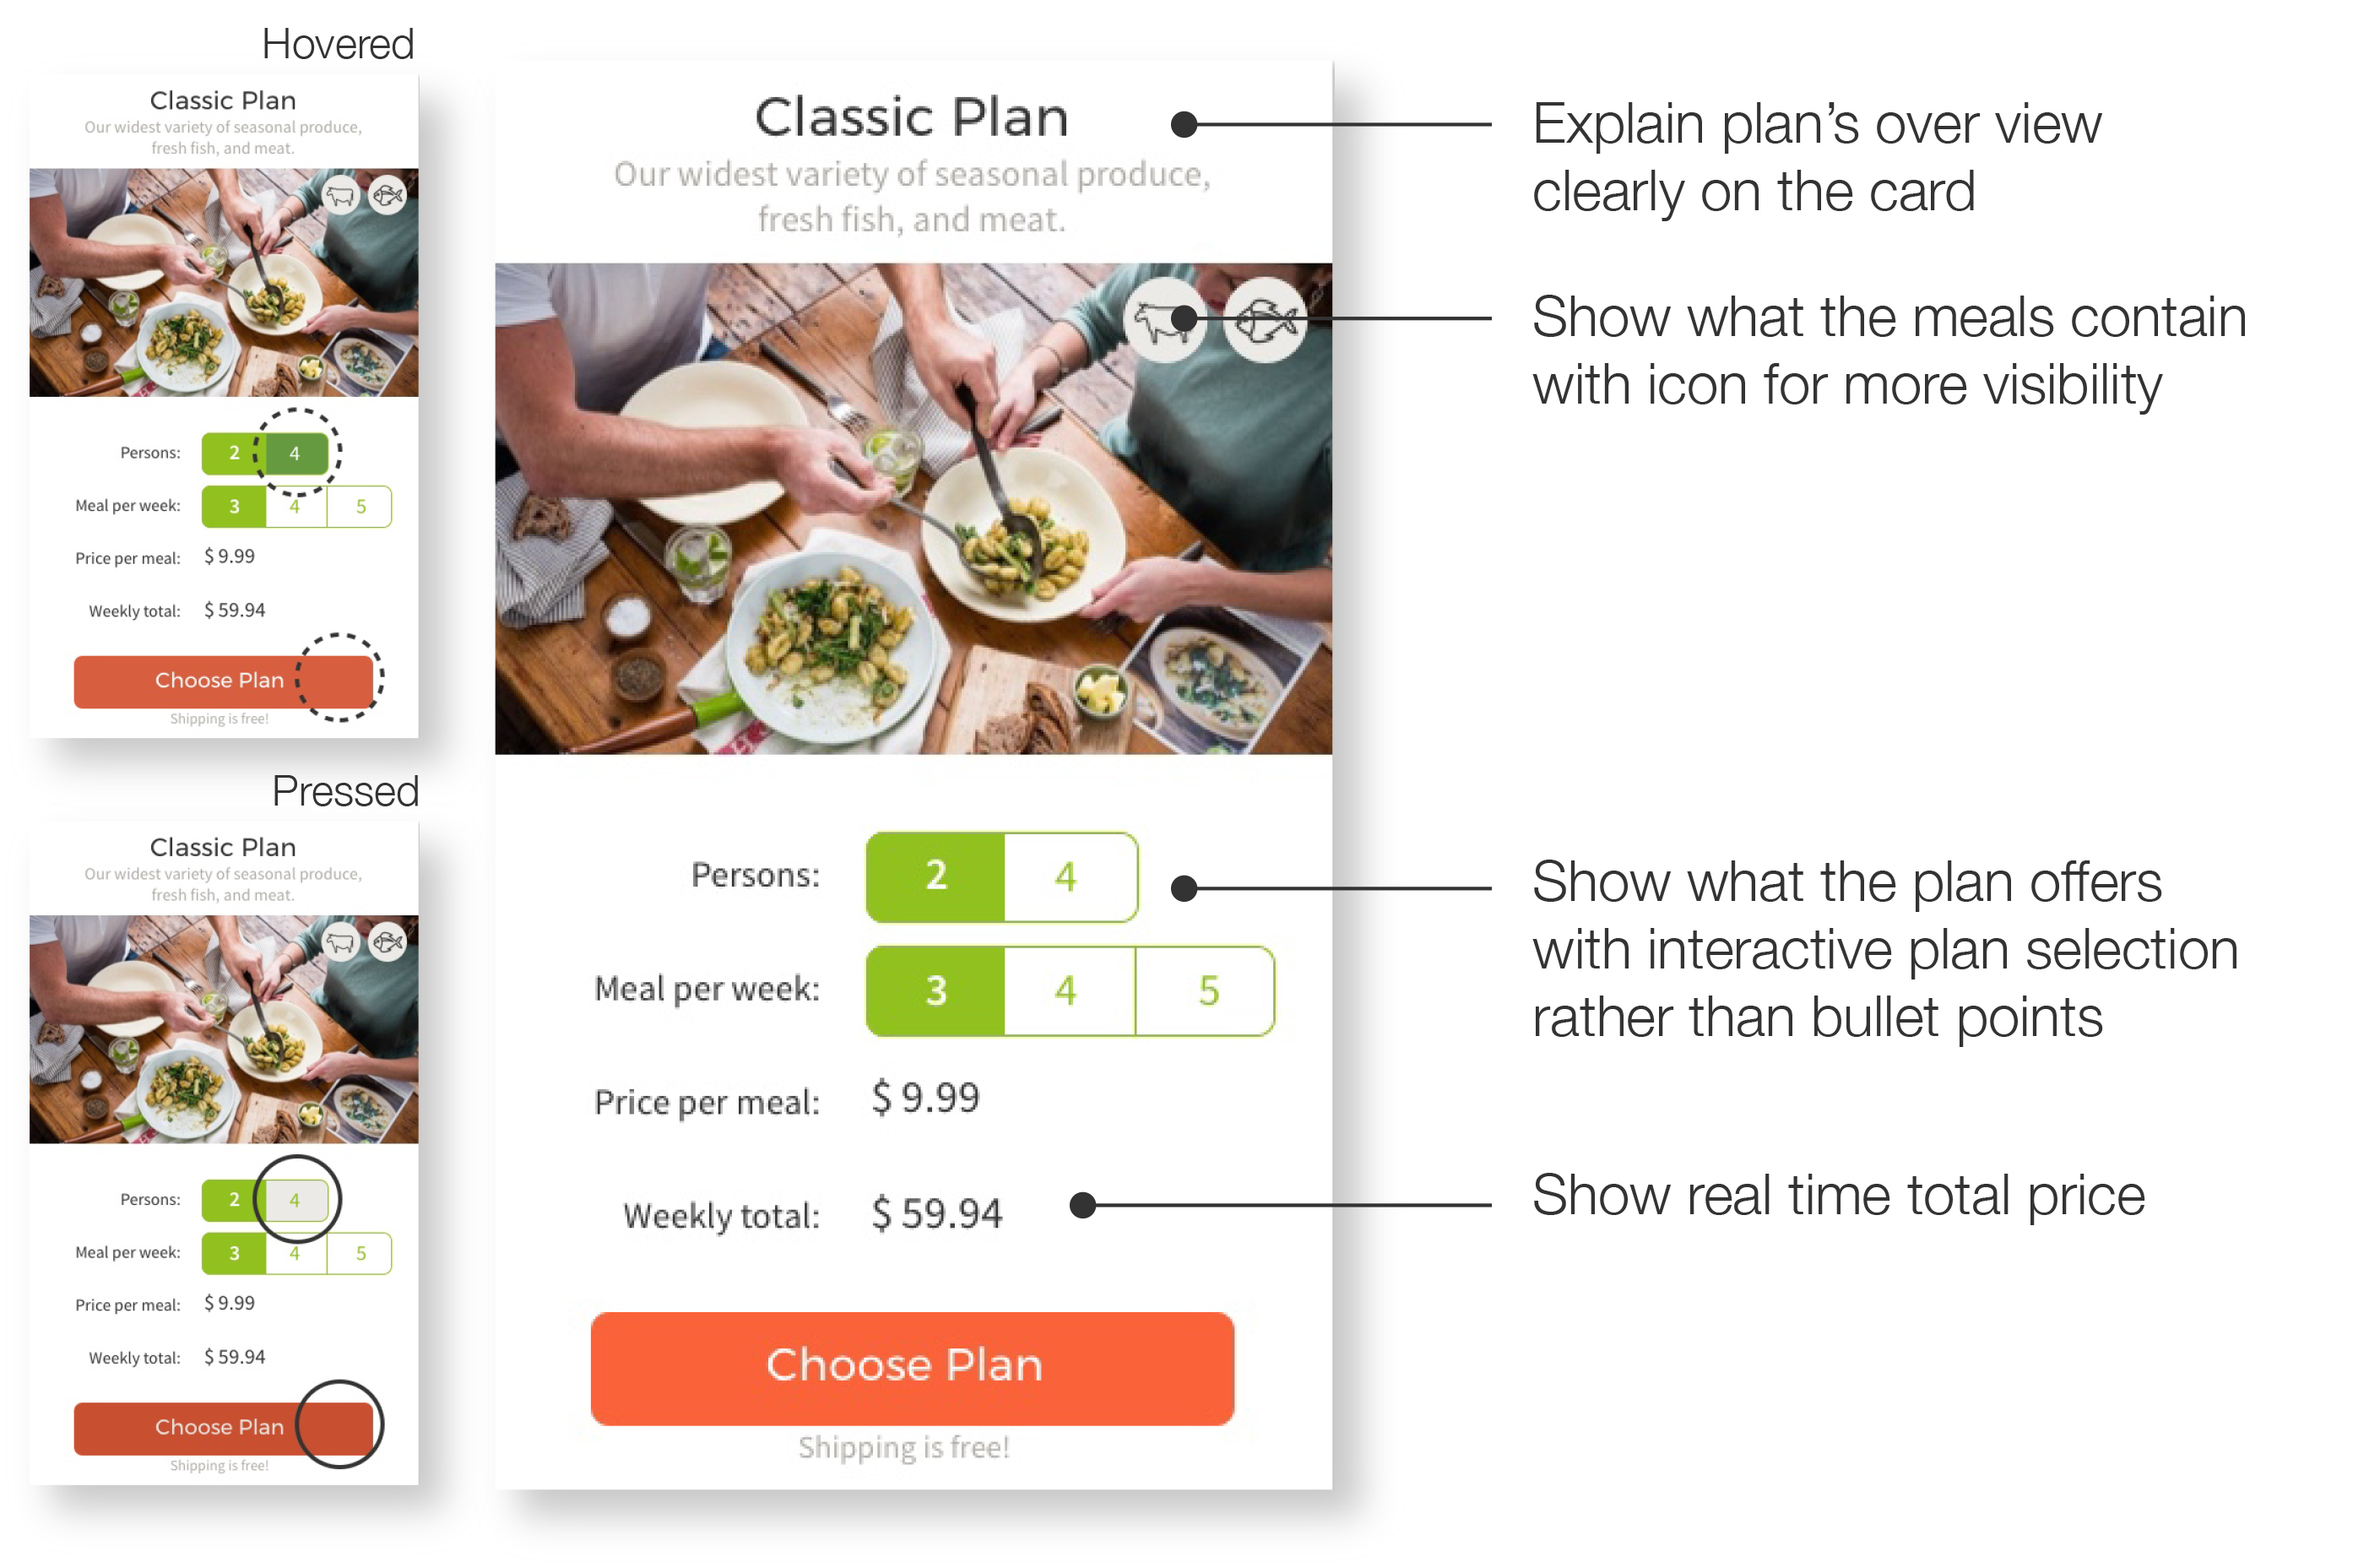 Hovered
Classic Plan
Our widest variety of seasonal produce,
fresh fish, and meat.
Persons: 2 4
Meal per week: 3 4 5
Price per meal: $ 9.99
Weekly total: $ 59.94
Choose Plan
Shipping is free!
Pressed
Classic Plan
Our widest variety of seasonal produce,
fresh fish, and meat.
Persons: 2 4
Meal per week: 3 4 5
Price per meal: $ 9.99
Weekly total: $ 59.94
Choose Plan
Shipping is free!
Classic Plan
Our widest variety of seasonal produce,
fresh fish, and meat.
Persons: 2 4
Meal per week: 3 4 5
Price per meal: $ 9.99
Weekly total: $ 59.94
Choose Plan
Shipping is free!
Explain plan’s over view
clearly on the card
Show what the meals contain
with icon for more visibility
Show what the plan offers
with interactive plan selection
rather than bullet points
Show real time total price